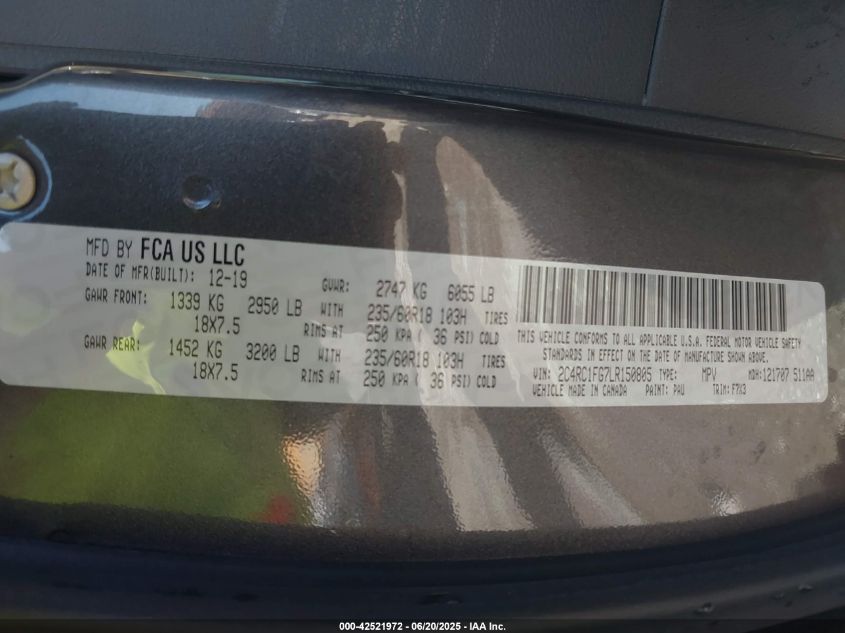 MFD BY FCA US LLC
DATE OF MFR(BUILT): 12-19 GVWR: 2747 KG 6055 LB
GAWR FRONT: 1339 KG 2950 LB WITH 235/60R18 103H TIRES
18X7.5 RIMS AT 250 KPA ( 36 PSI) COLD
GAWR REAR: 1452 KG 3200 LB WITH 235/60R18 103H TIRES
18X7.5 RIMS AT 250 KPA ( 36 PSI) COLD
THIS VEHICLE CONFORMS TO ALL APPLICABLE U.S.A. FEDERAL MOTOR VEHICLE SAFETY
STANDARDS IN EFFECT ON THE DATE OF MANUFACTURE SHOWN ABOVE.
VIN: 2C4RC1FG7LR150805 TYPE: MPV MDH:121707 511AA
VEHICLE MADE IN CANADA PAINT: PAU TRIM: F7X3
000-42521972 - 06/20/2025 - IAA Inc.